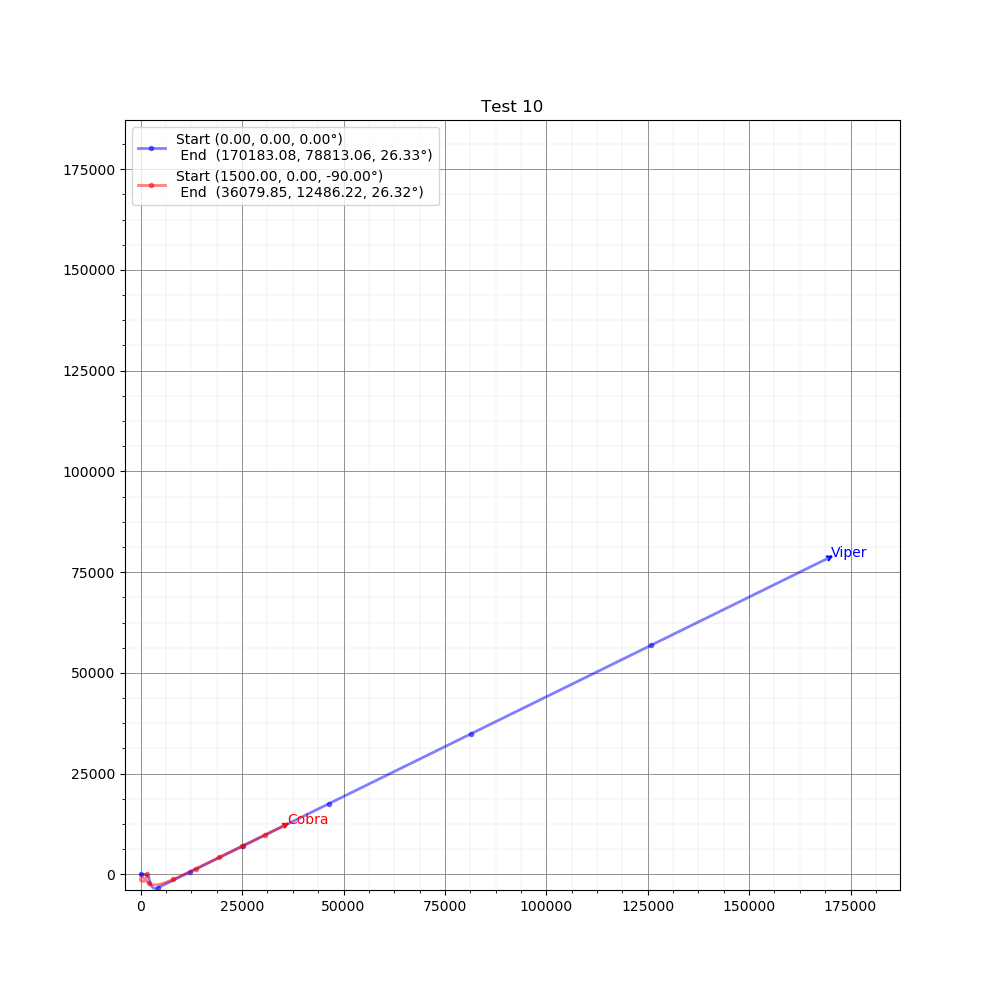 Test 10
Start (0.00, 0.00, 0.00°)
End  (170183.08, 78813.06, 26.33°)
Start (1500.00, 0.00, -90.00°)
End  (36079.85, 12486.22, 26.32°)
175000
150000
125000
100000
75000
50000
25000
0
Viper
Cobra
0 25000 50000 75000 100000 125000 150000 175000